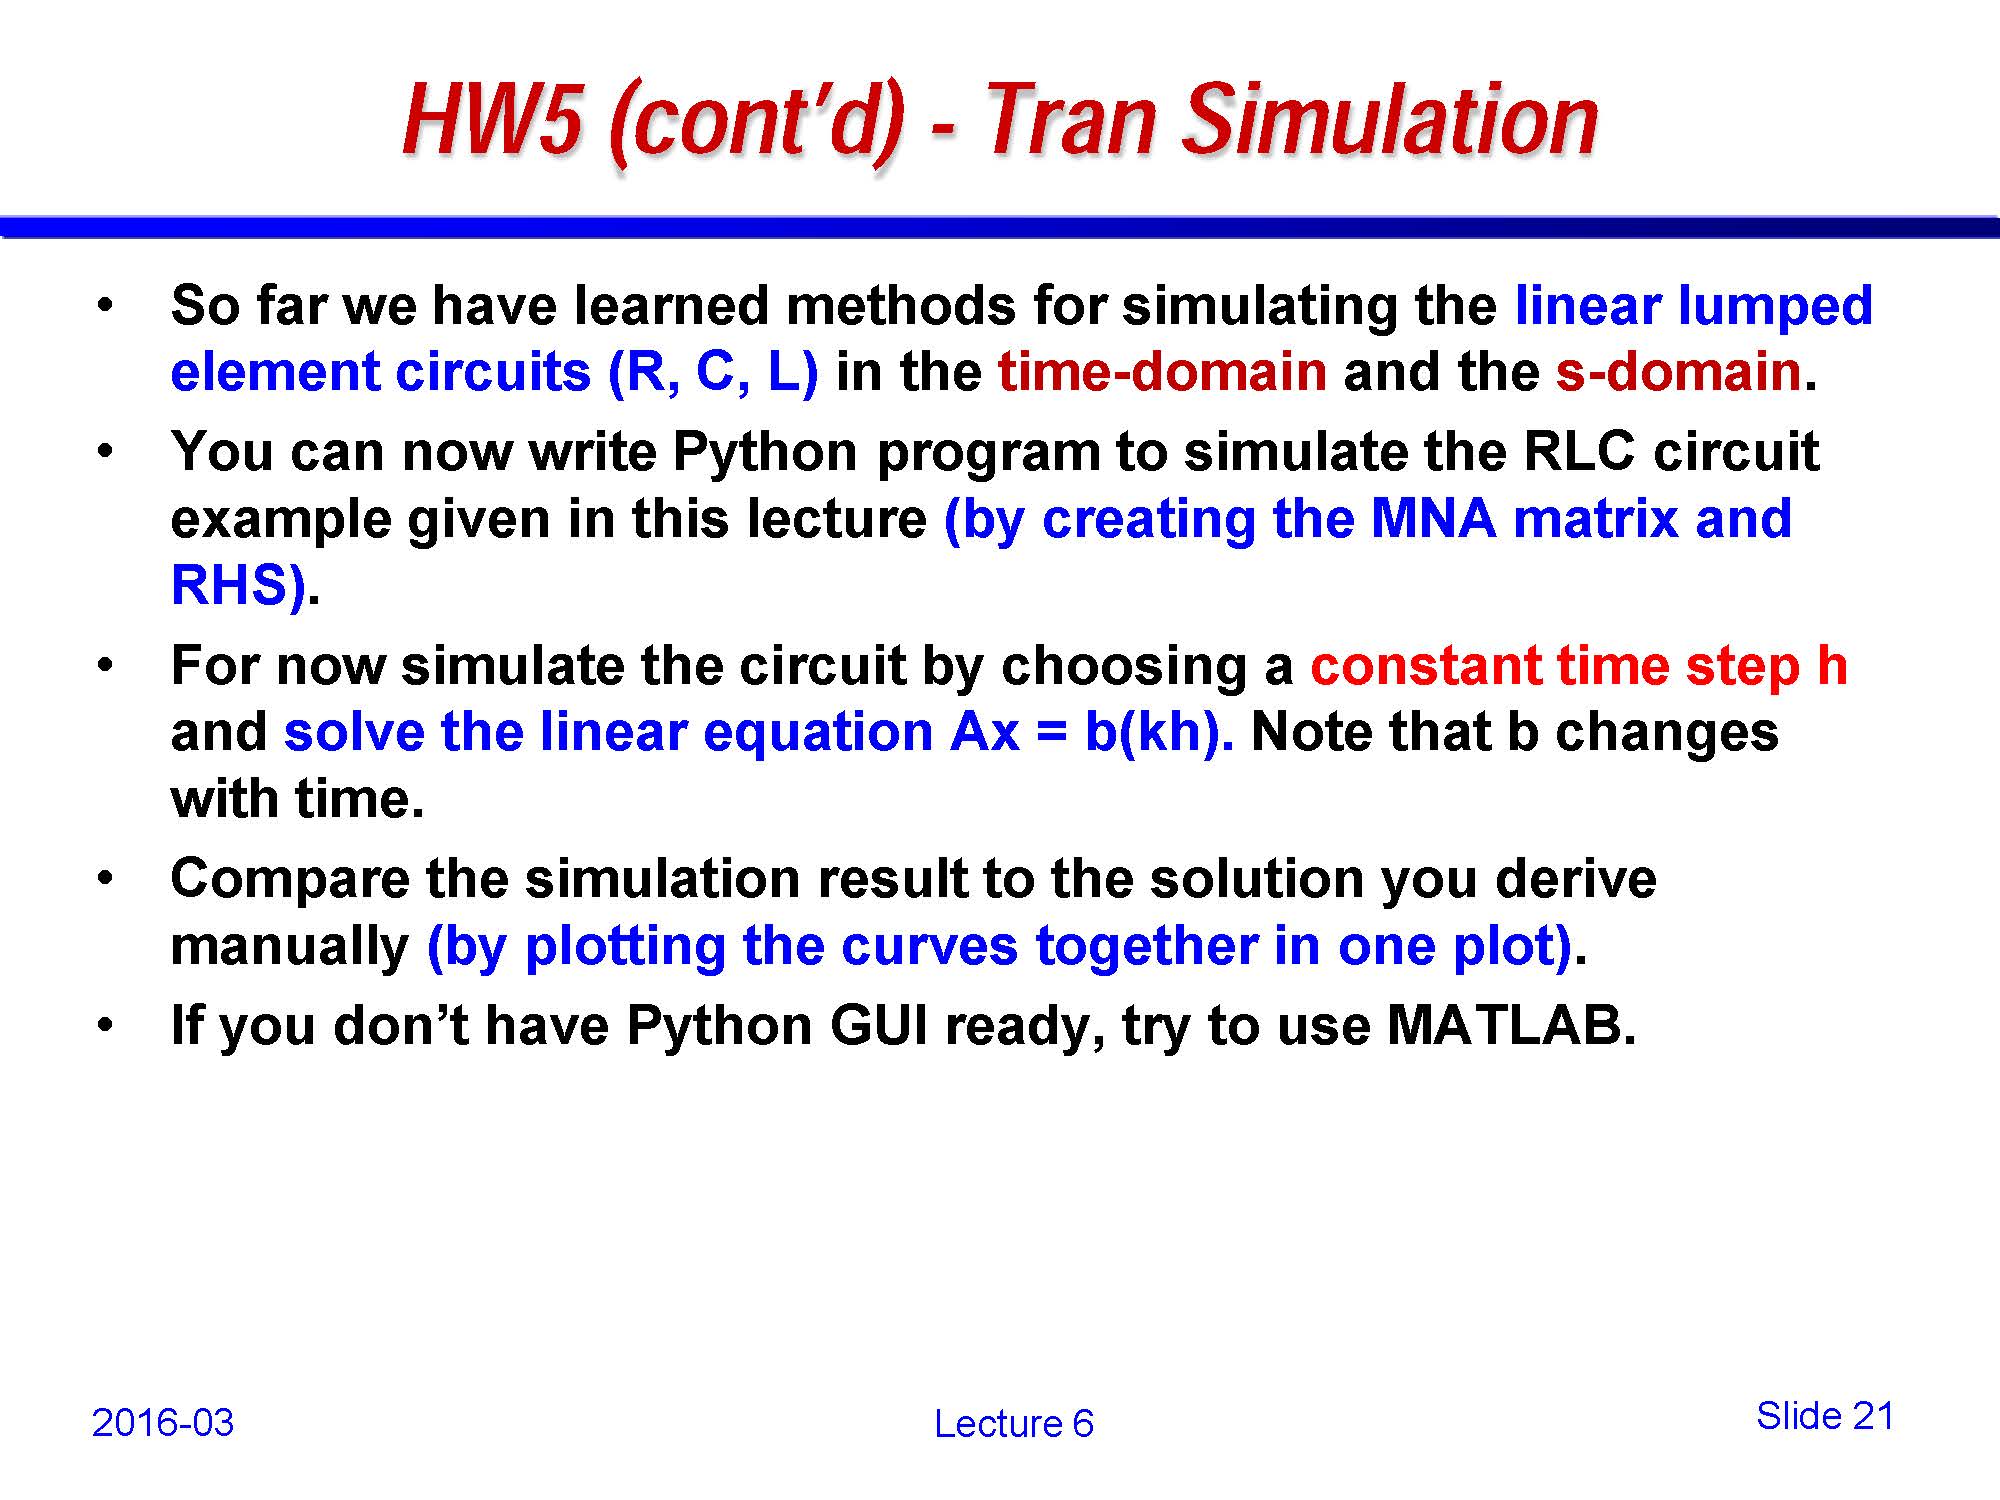 HW5 (cont’d) - Tran Simulation
• So far we have learned methods for simulating the linear lumped
element circuits (R, C, L) in the time-domain and the s-domain.
• You can now write Python program to simulate the RLC circuit
example given in this lecture (by creating the MNA matrix and
RHS).
• For now simulate the circuit by choosing a constant time step h
and solve the linear equation Ax = b(kh). Note that b changes
with time.
• Compare the simulation result to the solution you derive
manually (by plotting the curves together in one plot).
• If you don’t have Python GUI ready, try to use MATLAB.
2016-03
Lecture 6
Slide 21